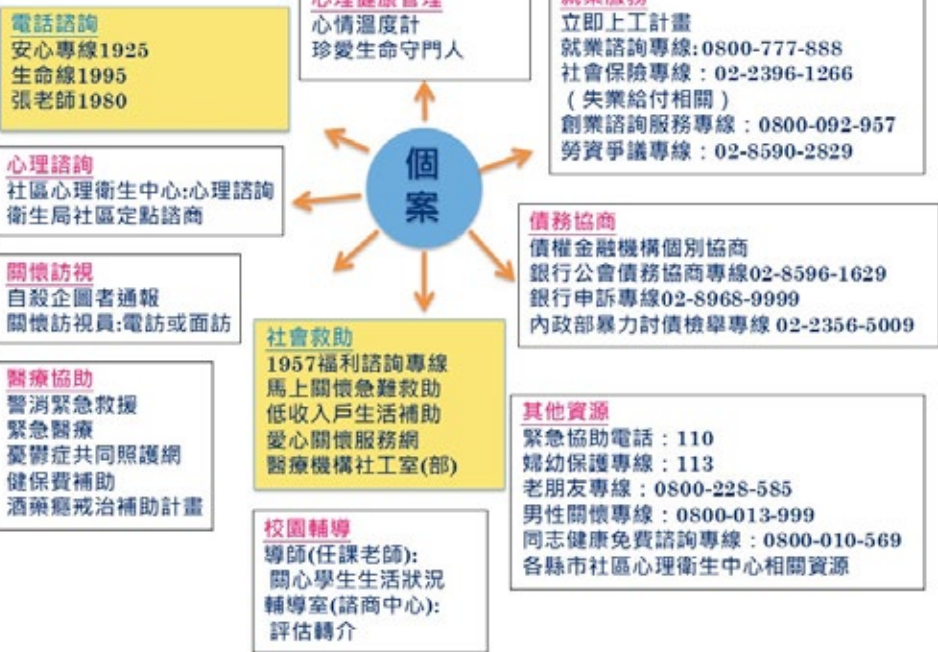 電話諮詢
安心專線1925
生命線1995
張老師1980
心理健康管理
心情溫度計
珍愛生命守門人
就業服務
立即上工計畫
就業諮詢專線:0800-777-888
社會保險專線：02-2396-1266
（失業給付相關）
創業諮詢服務專線：0800-092-957
勞資爭議專線：02-8590-2829
個
案
心理諮詢
社區心理衛生中心:心理諮詢
衛生局社區定點諮商
債務協商
債權金融機構個別協商
銀行公會債務協商專線02-8596-1629
銀行申訴專線02-8968-9999
內政部暴力討債檢舉專線 02-2356-5009
關懷訪視
自殺企圖者通報
關懷訪視員:電訪或面訪
社會救助
1957福利諮詢專線
馬上關懷急難救助
低收入戶生活補助
愛心關懷服務網
醫療機構社工室(部)
醫療協助
警消緊急救援
緊急醫療
憂鬱症共同照護網
健保費補助
酒藥癮戒治補助計畫
其他資源
緊急協助電話：110
婦幼保護專線：113
老朋友專線：0800-228-585
男性關懷專線：0800-013-999
同志健康免費諮詢專線：0800-010-569
各縣市社區心理衛生中心相關資源
校園輔導
導師(任課老師):
關心學生生活狀況
輔導室(諮商中心):
評估轉介